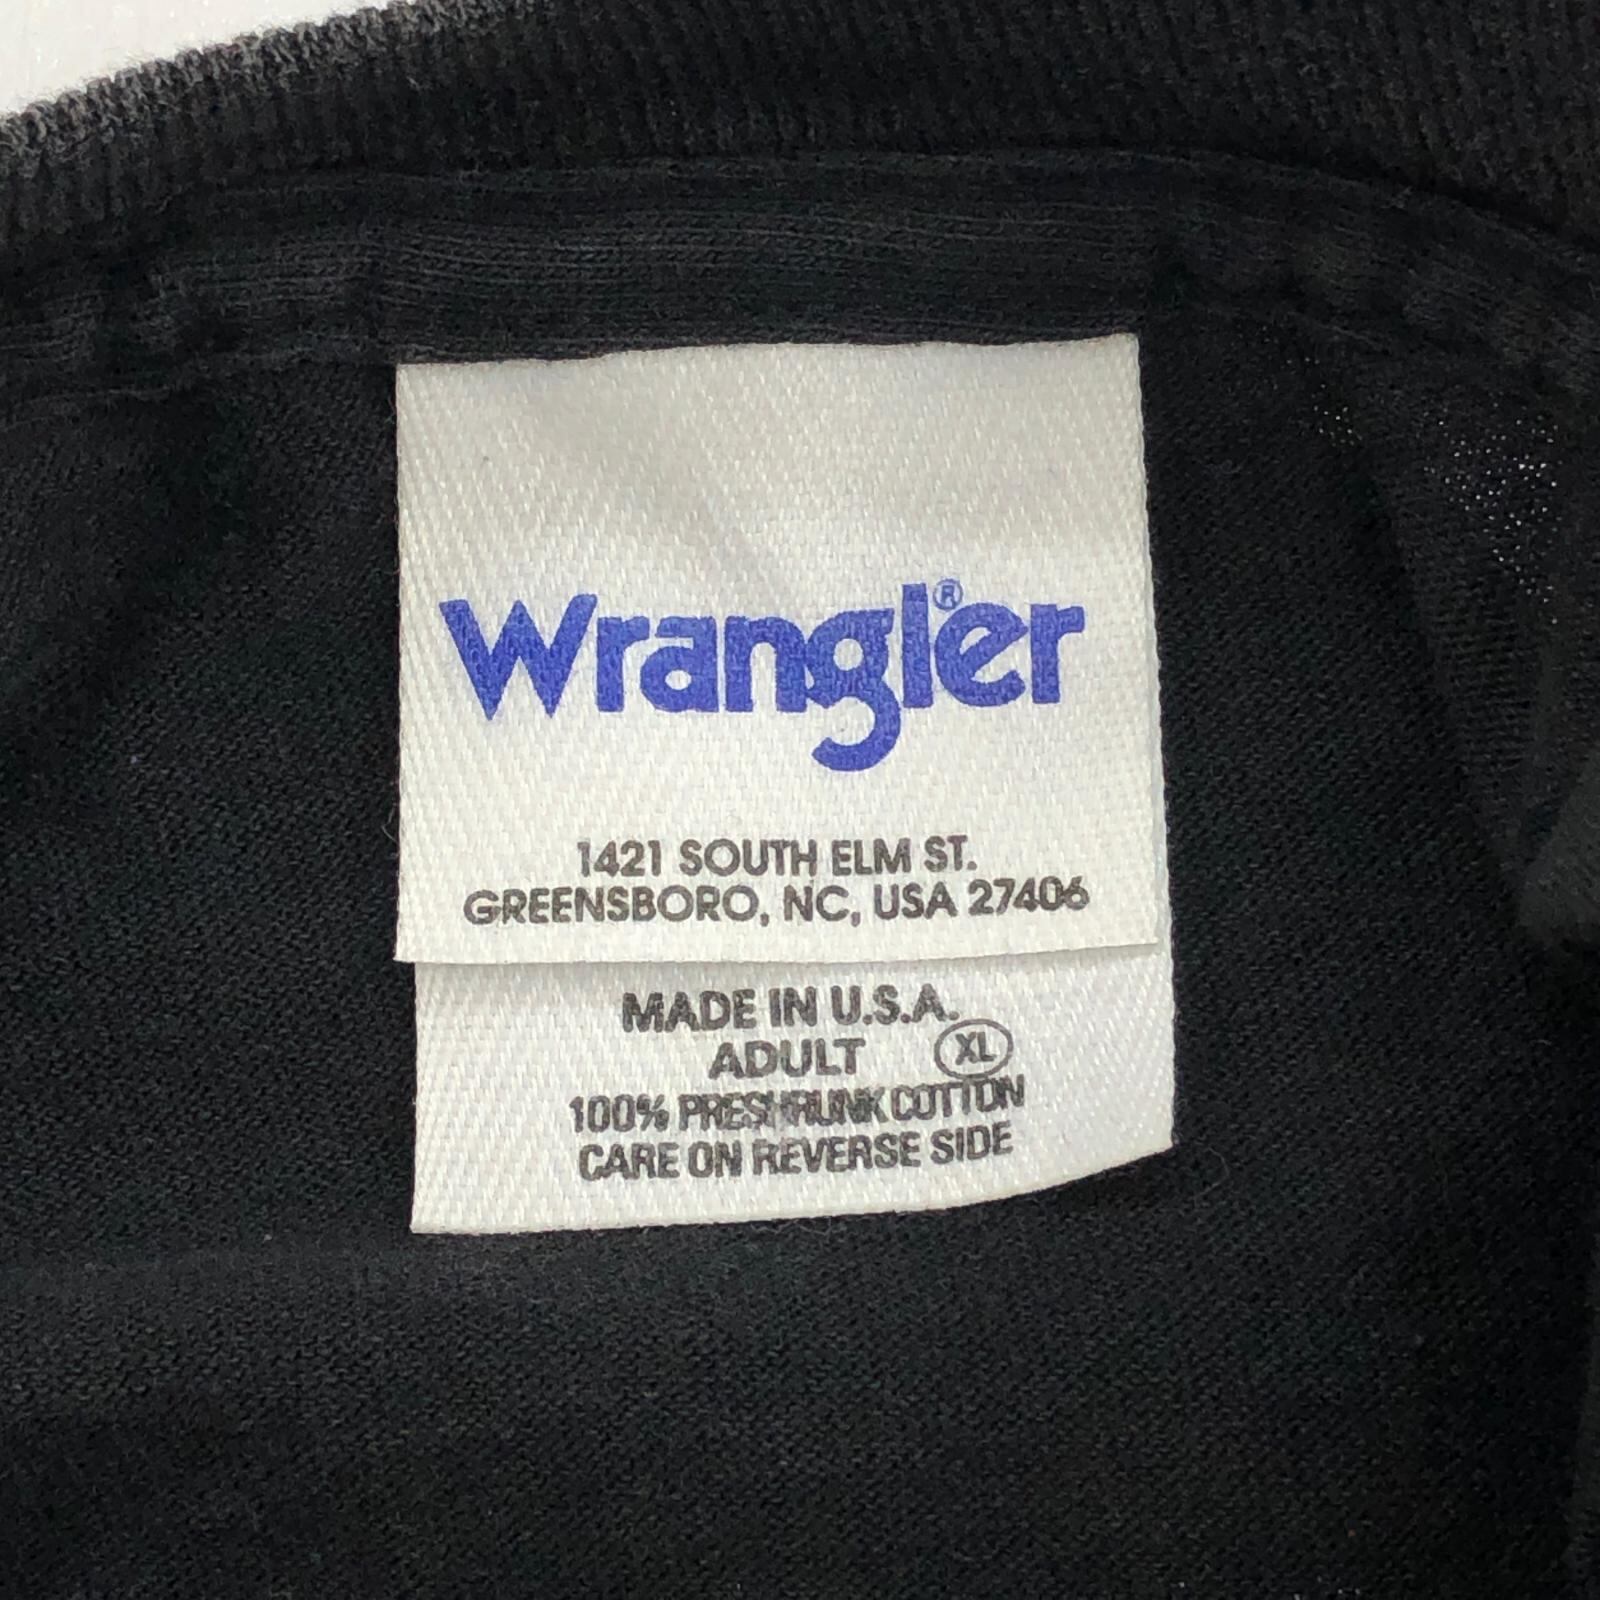 Wrangler®
1421 SOUTH ELM ST.
GREENSBORO, NC, USA 27406
MADE IN U.S.A.
ADULT XL
100% PRESHRUNK COTTON
CARE ON REVERSE SIDE